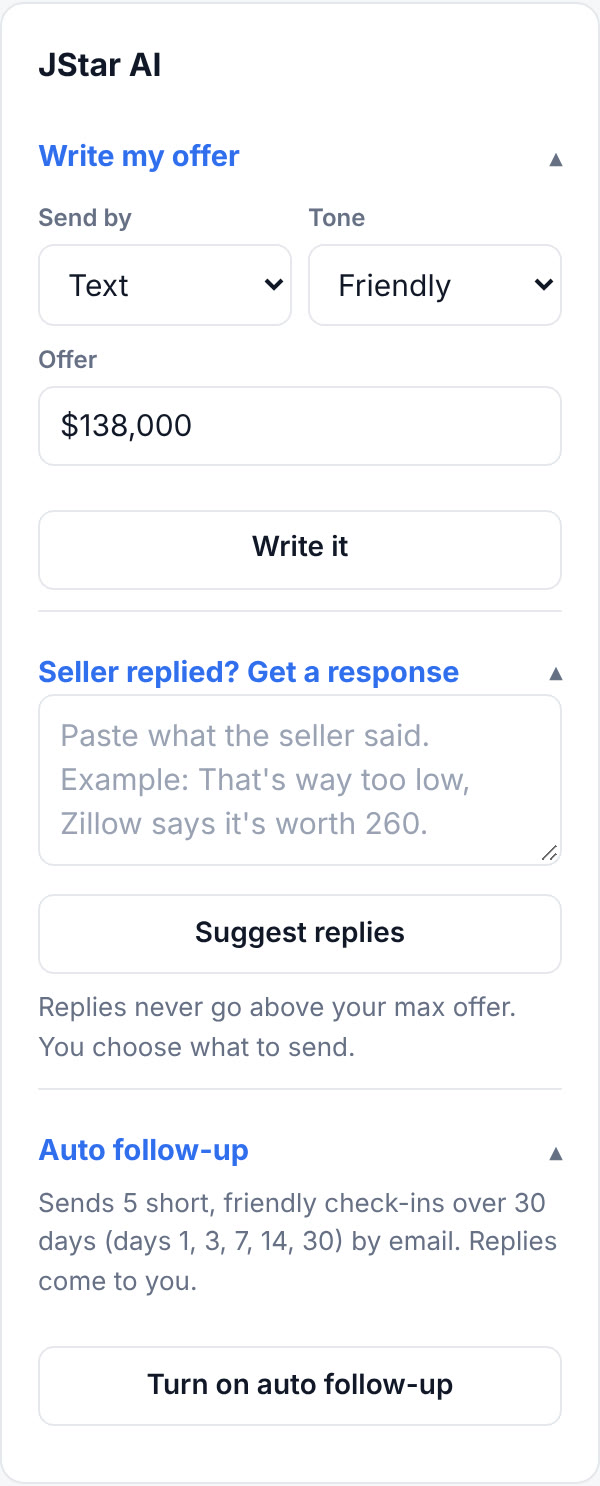 JStar AI
Write my offer ▲
Send by Tone
Text Friendly
Offer
$138,000
Write it
Seller replied? Get a response ▲
Paste what the seller said.
Example: That's way too low,
Zillow says it's worth 260.
Suggest replies
Replies never go above your max offer.
You choose what to send.
Auto follow-up ▲
Sends 5 short, friendly check-ins over 30
days (days 1, 3, 7, 14, 30) by email. Replies
come to you.
Turn on auto follow-up